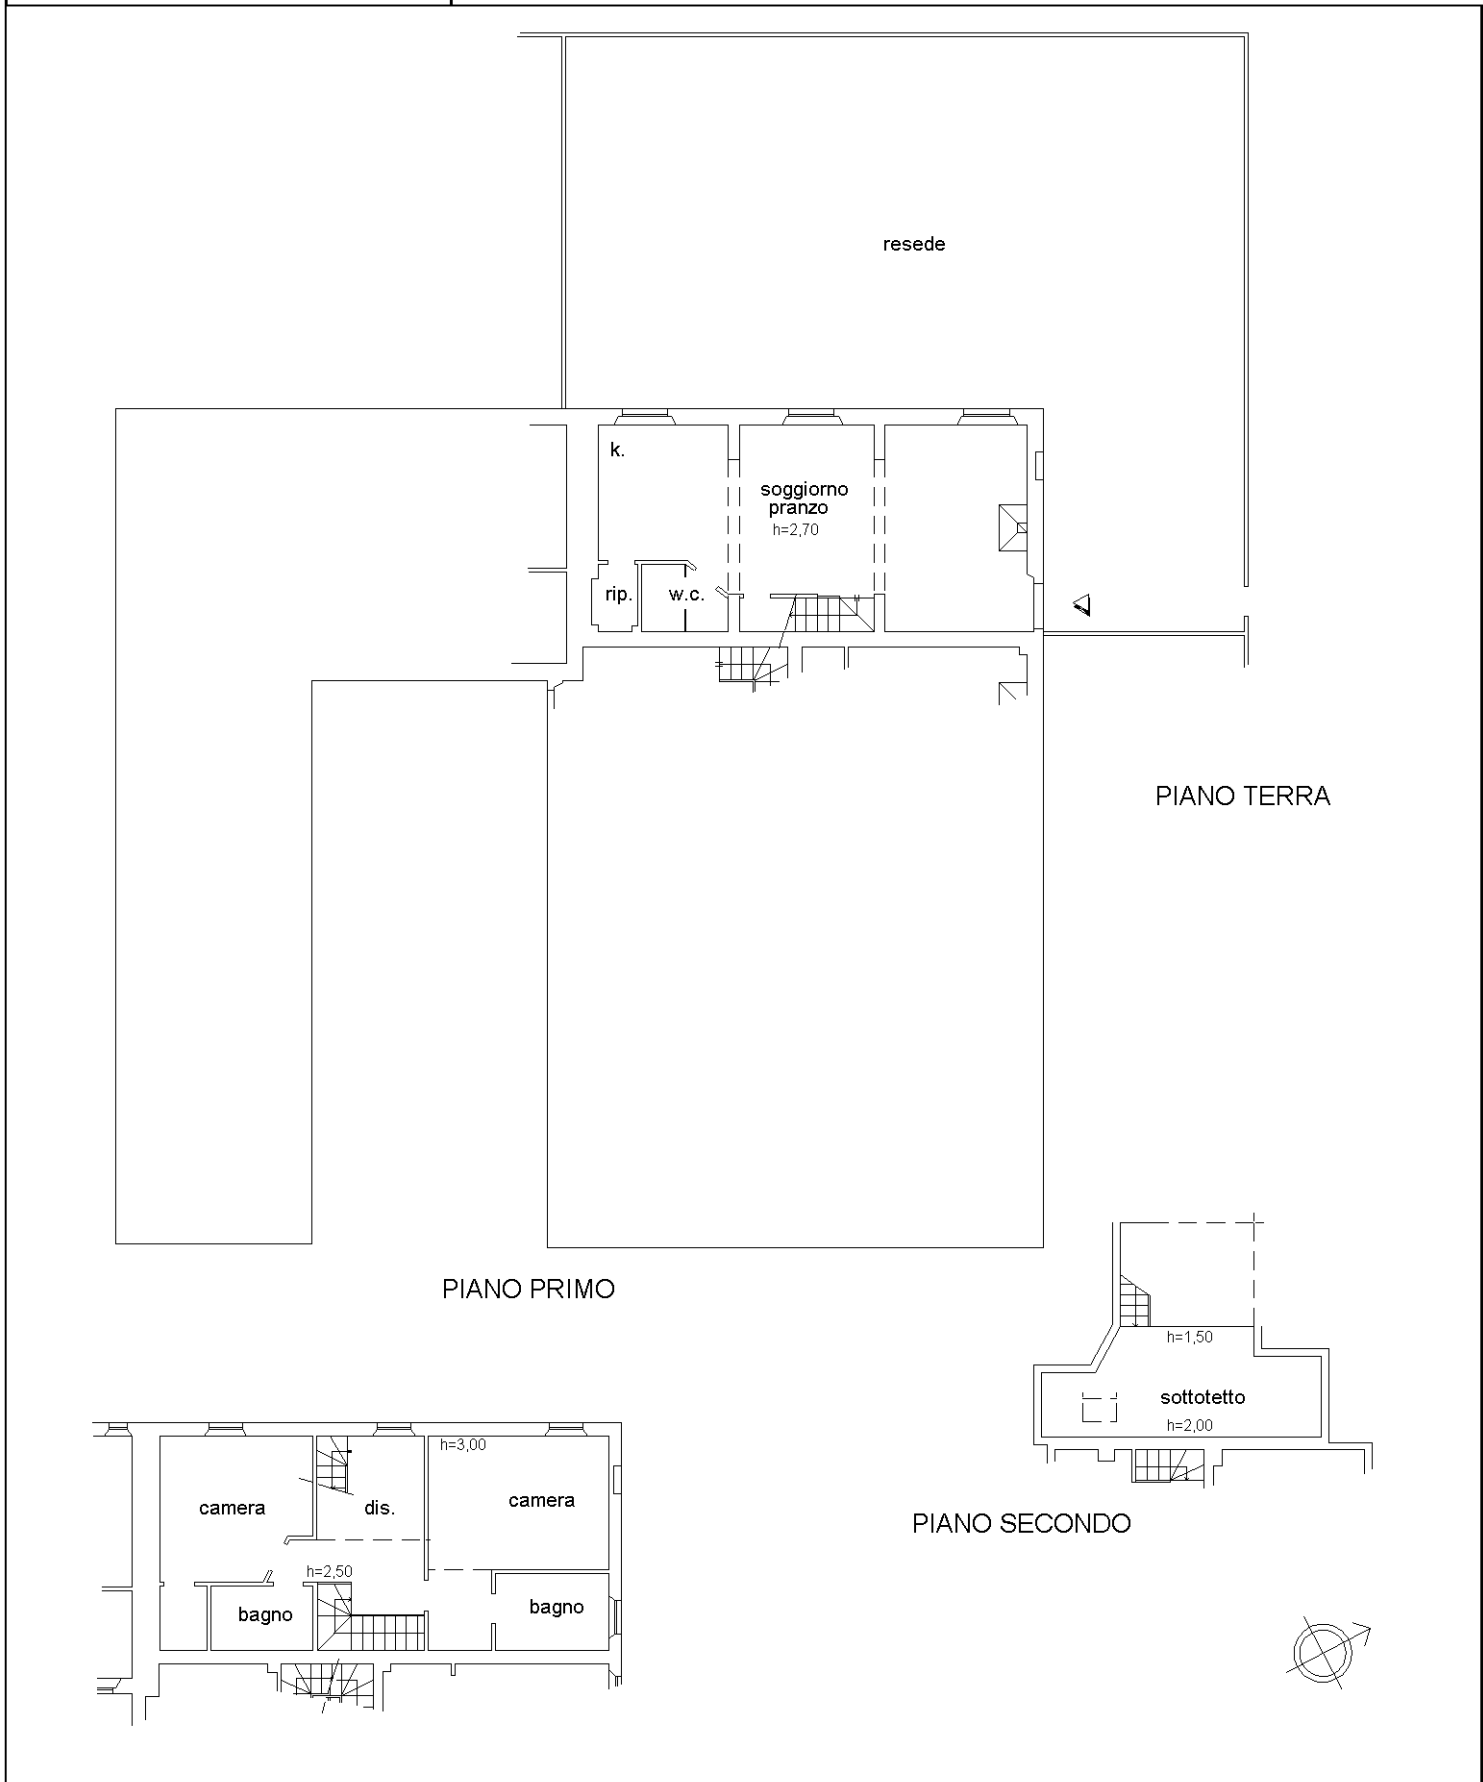 resede
k.
soggiorno
pranzo
h=2,70
rip.
w.c.
PIANO TERRA
PIANO PRIMO
h=1,50
sottotetto
h=2,00
h=3,00
camera
dis.
camera
PIANO SECONDO
h=2,50
bagno
bagno